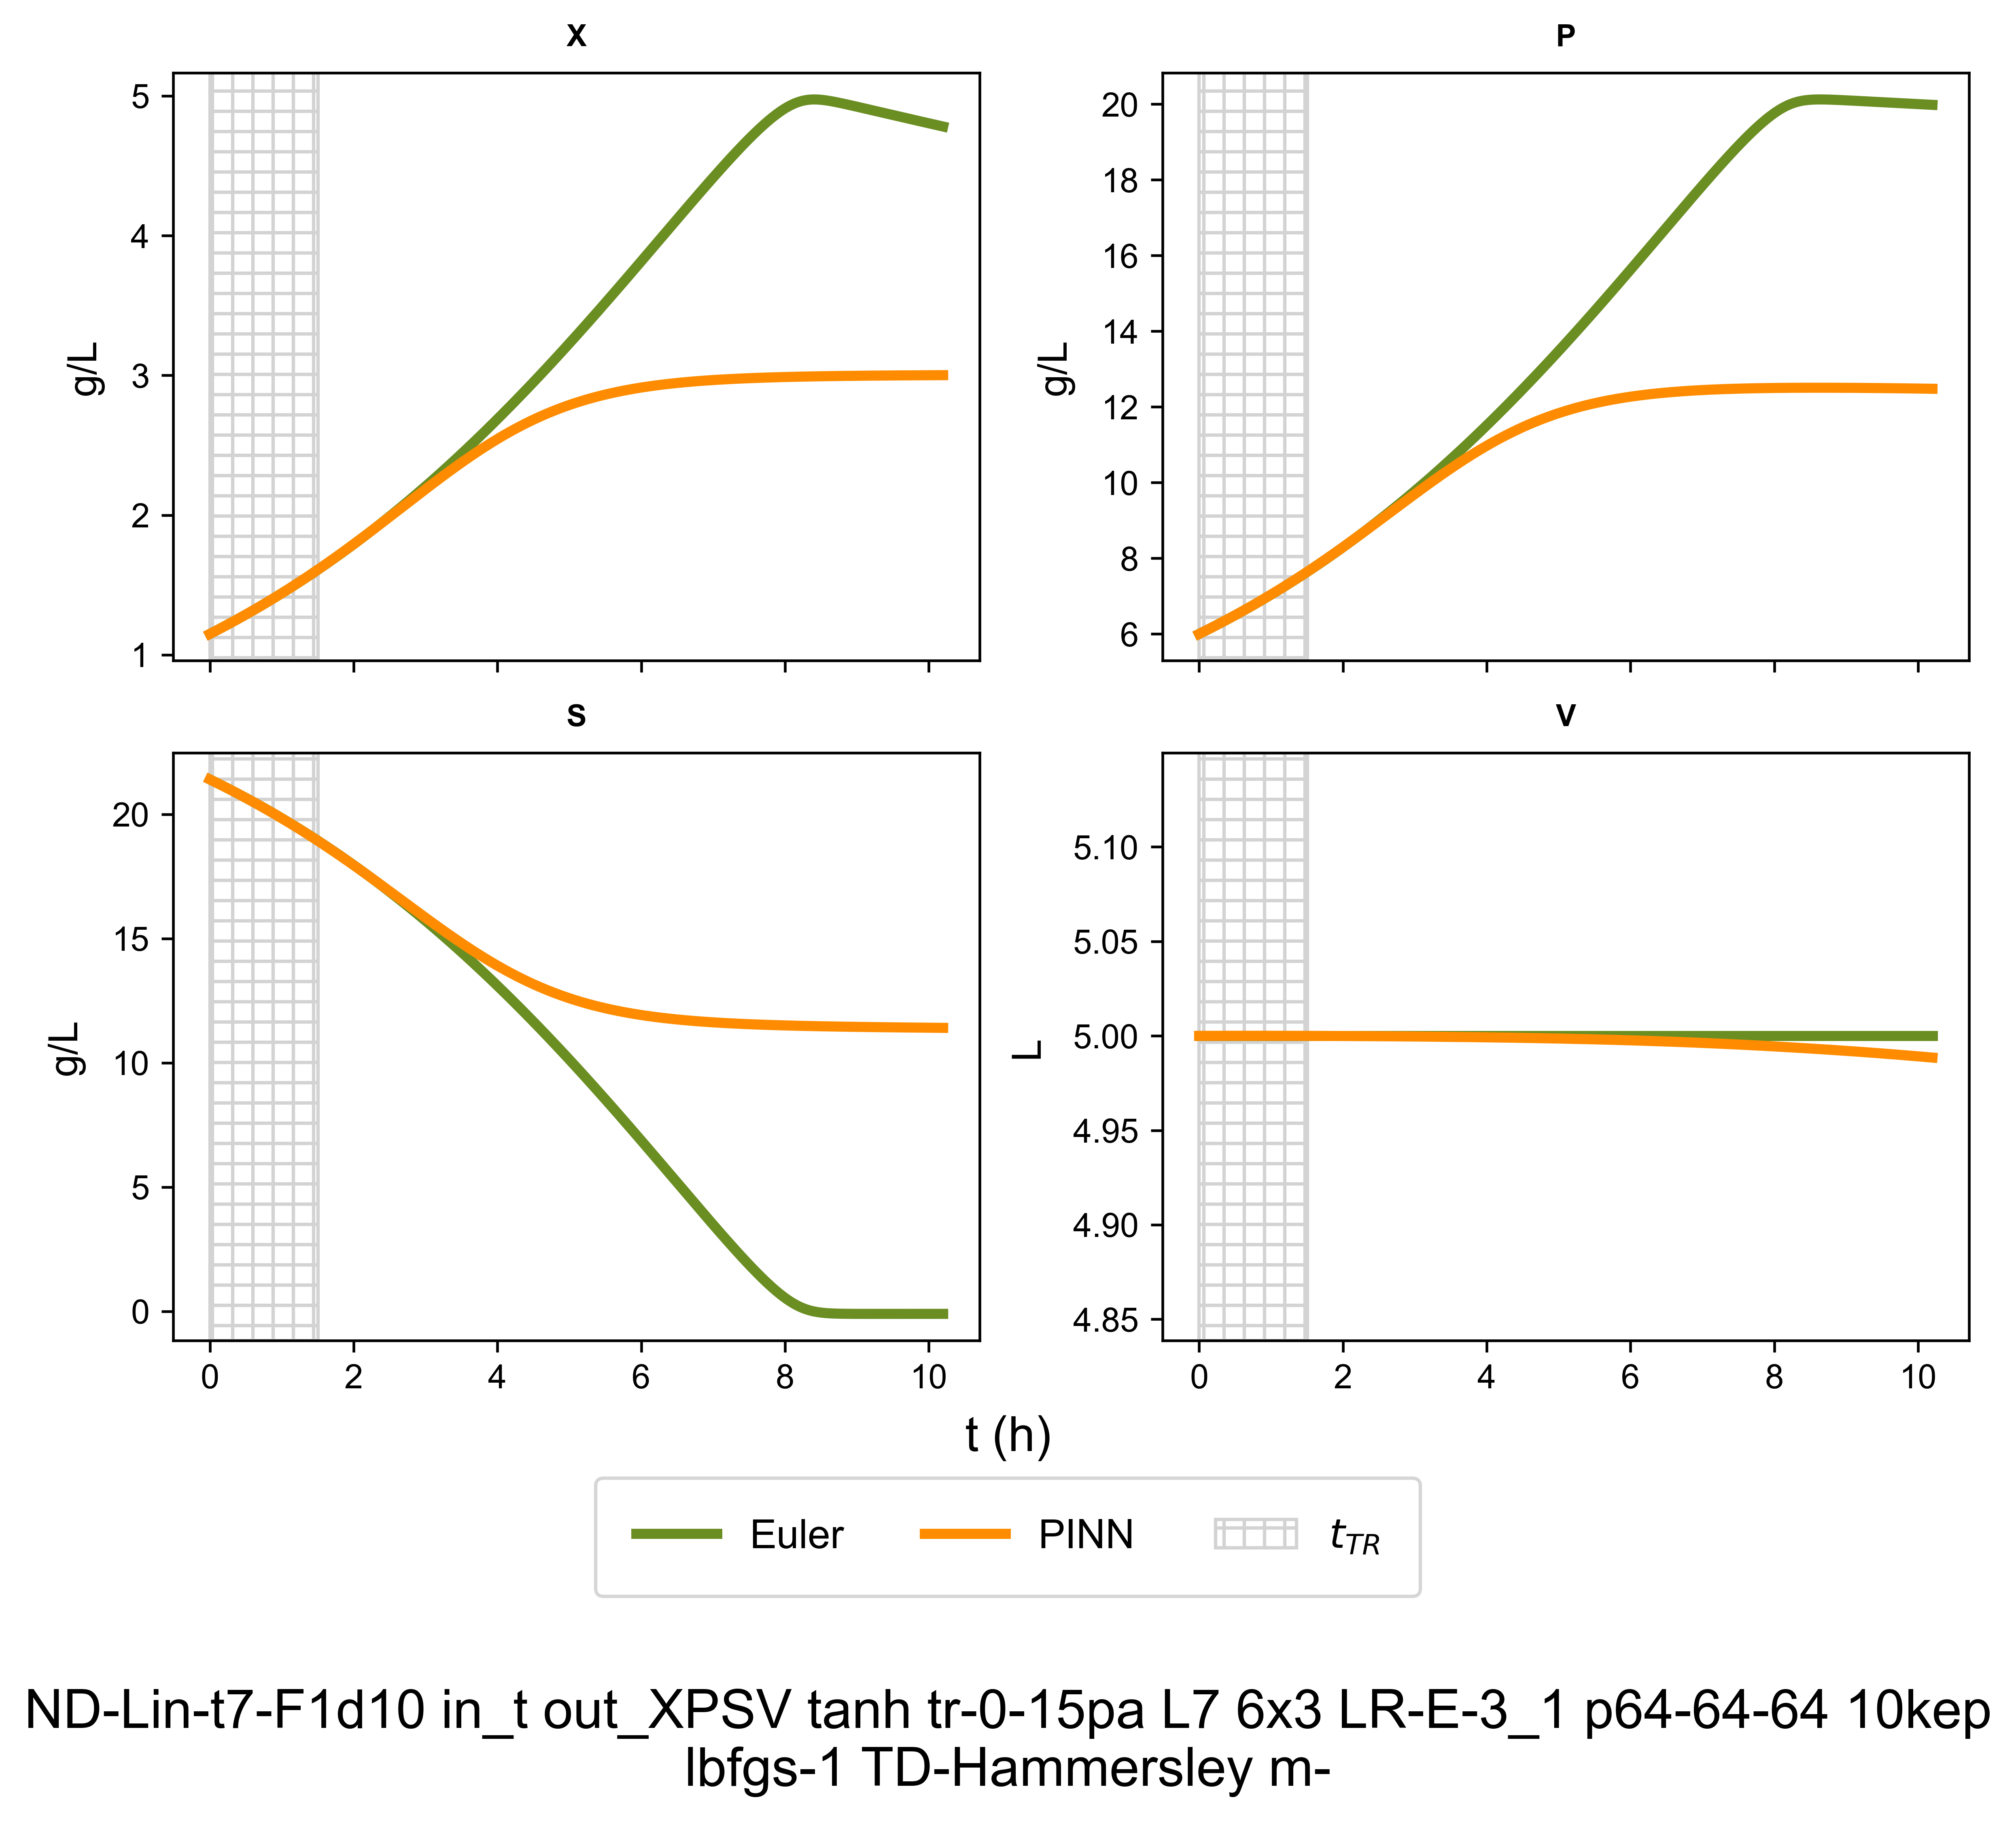 X
P
5
4
3
2
1
g/L
20
18
16
14
12
10
8
6
g/L
S
V
20
15
10
5
0
g/L
5.10
5.05
5.00
4.95
4.90
4.85
L
0 2 4 6 8 10
0 2 4 6 8 10
t (h)
Euler PINN t_TR
ND-Lin-t7-F1d10 in_t out_XPSV tanh tr-0-15pa L7 6x3 LR-E-3_1 p64-64-64 10kep
lbfgs-1 TD-Hammersley m-